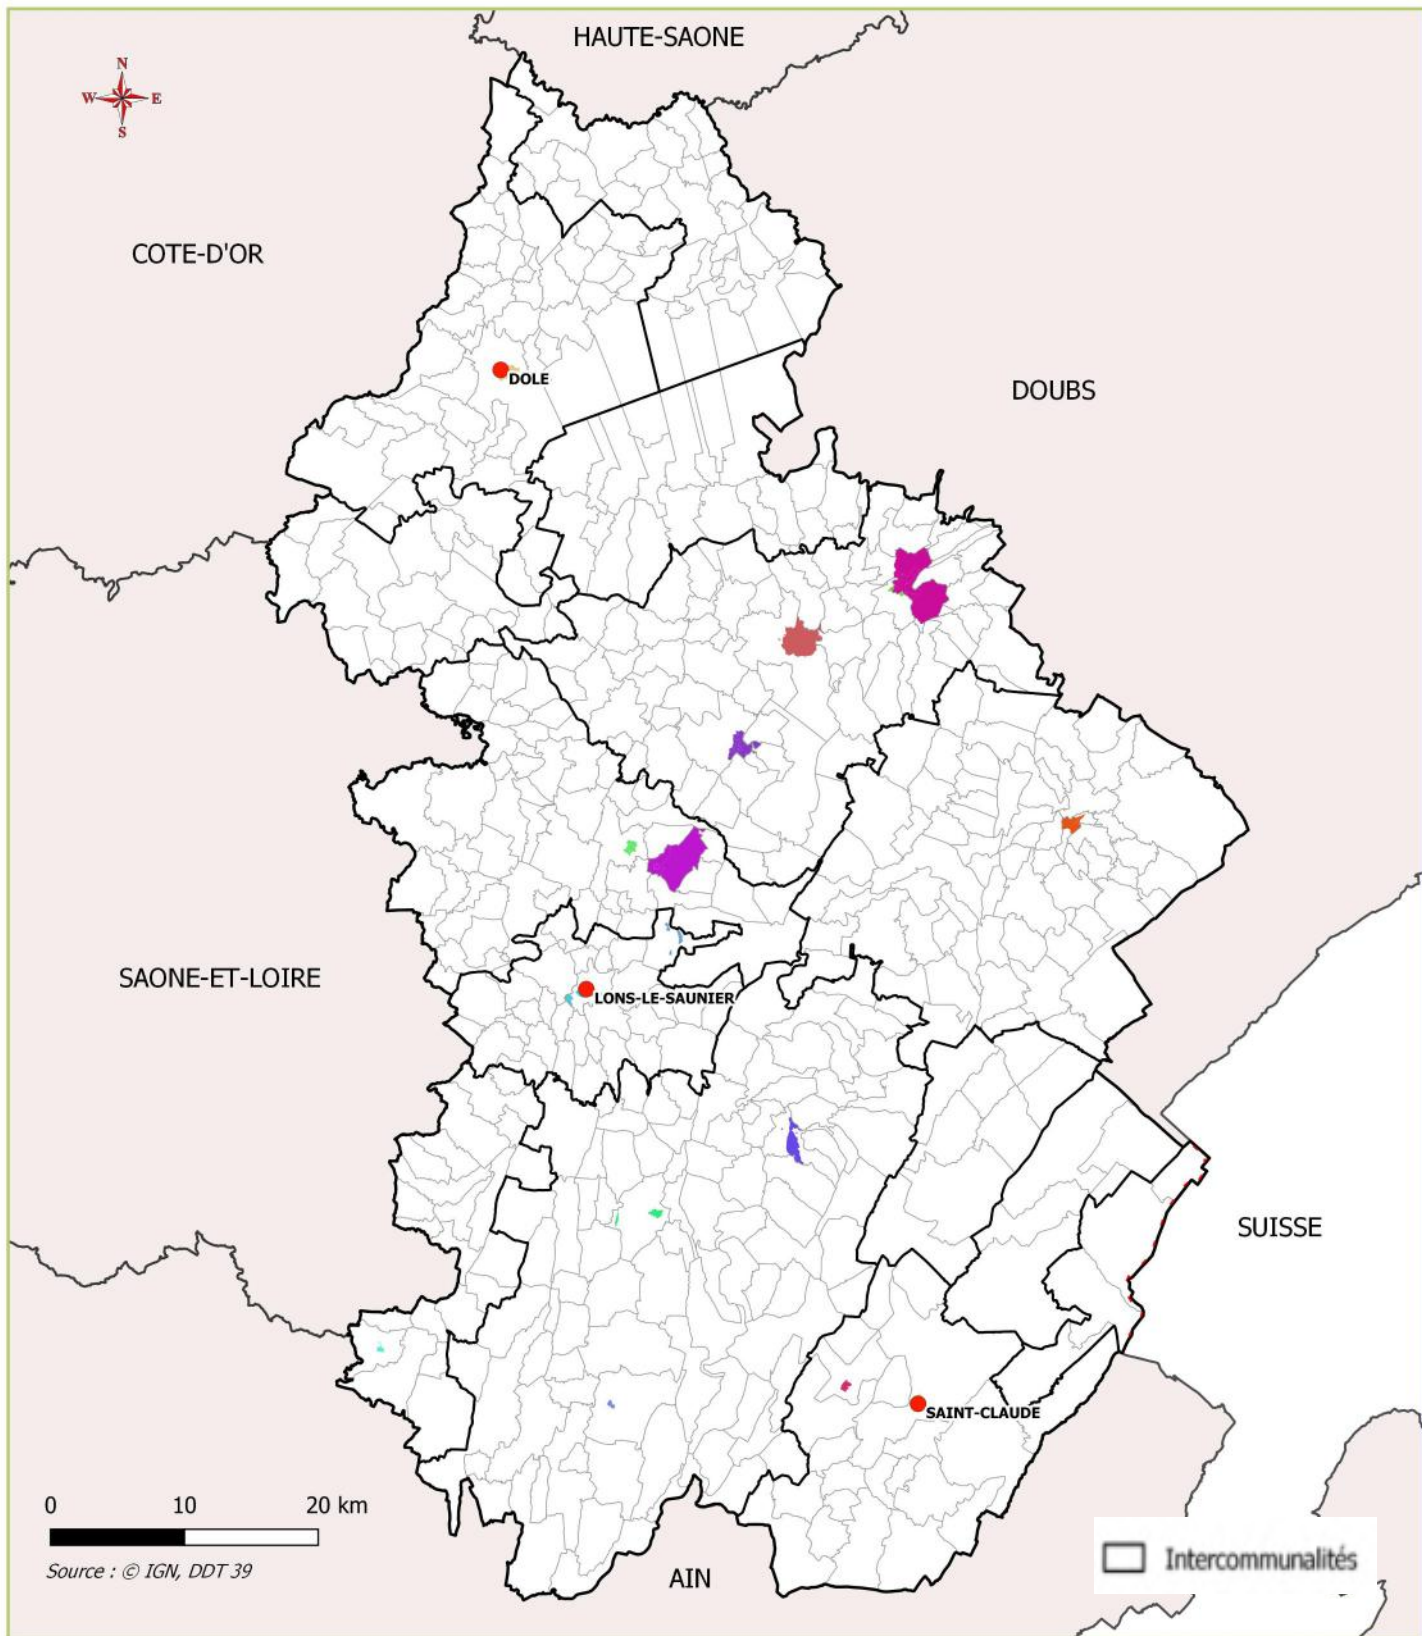 HAUTE-SAONE
N
W E
S
COTE-D'OR
DOLE
DOUBS
SAONE-ET-LOIRE
LONS-LE-SAUNIER
SUISSE
SAINT-CLAUDE
0 10 20 km
Source : © IGN, DDT 39
AIN
Intercommunalités